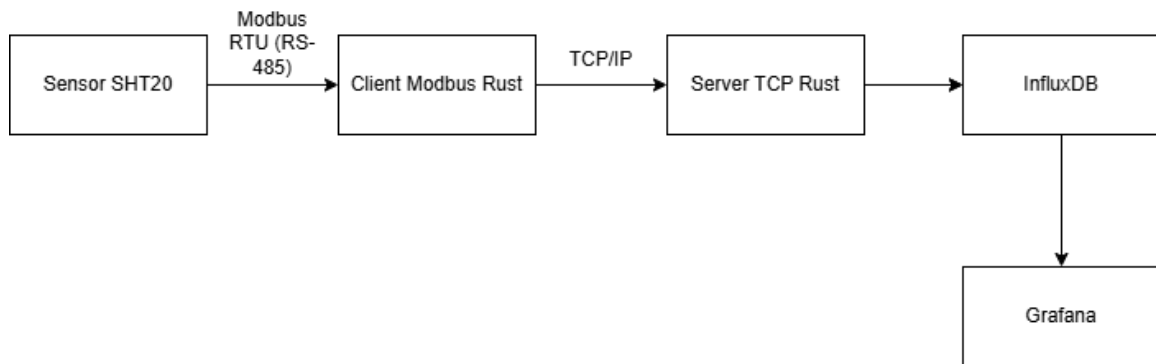 Modbus
RTU (RS-
485)
TCP/IP
Sensor SHT20
Client Modbus Rust
Server TCP Rust
InfluxDB
Grafana